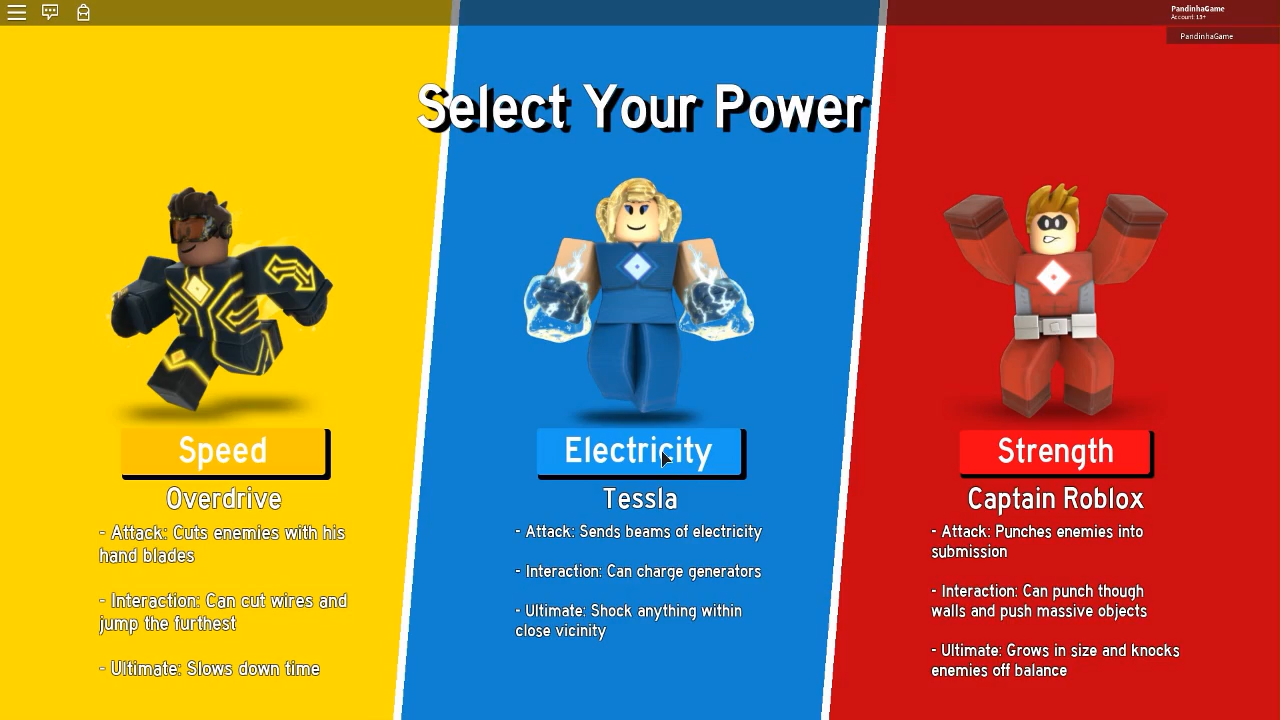 PandinhaGame
Account: 13+
PandinhaGame
Select Your Power
Speed
Overdrive
- Attack: Cuts enemies with his
hand blades
- Interaction: Can cut wires and
jump the furthest
- Ultimate: Slows down time
Electricity
Tessla
- Attack: Sends beams of electricity
- Interaction: Can charge generators
- Ultimate: Shock anything within
close vicinity
Strength
Captain Roblox
- Attack: Punches enemies into
submission
- Interaction: Can punch though
walls and push massive objects
- Ultimate: Grows in size and knocks
enemies off balance